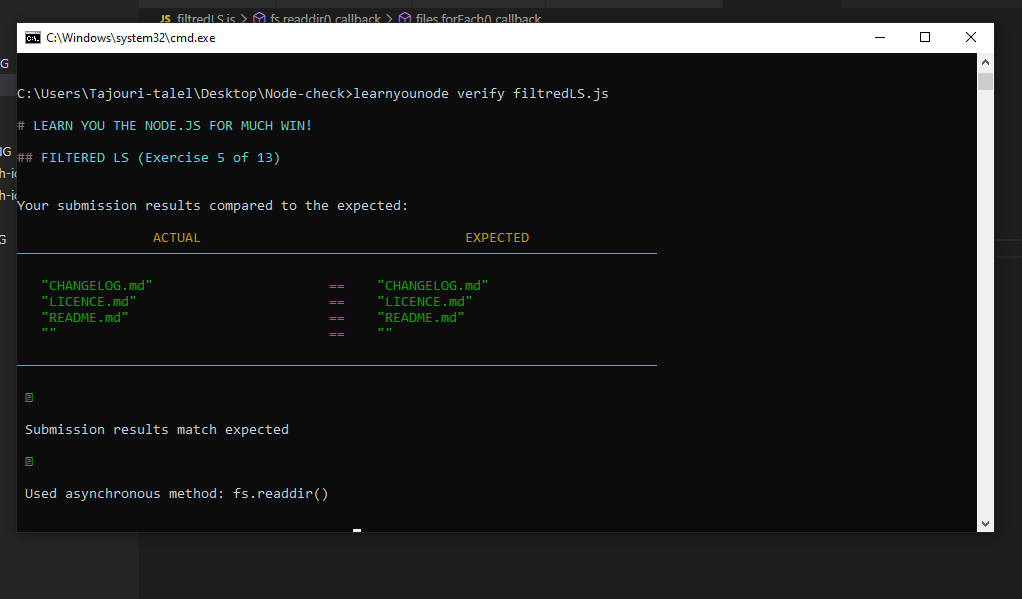 JS filtredLS.js > fs.readdir() callback > files.forEach() callback
C:\Windows\system32\cmd.exe
C:\Users\Tajouri-talel\Desktop\Node-check>learnyounode verify filtredLS.js
# LEARN YOU THE NODE.JS FOR MUCH WIN!
## FILTERED LS (Exercise 5 of 13)
Your submission results compared to the expected:
ACTUAL EXPECTED
"CHANGELOG.md" == "CHANGELOG.md"
"LICENCE.md" == "LICENCE.md"
"README.md" == "README.md"
"" == ""
Submission results match expected
Used asynchronous method: fs.readdir()